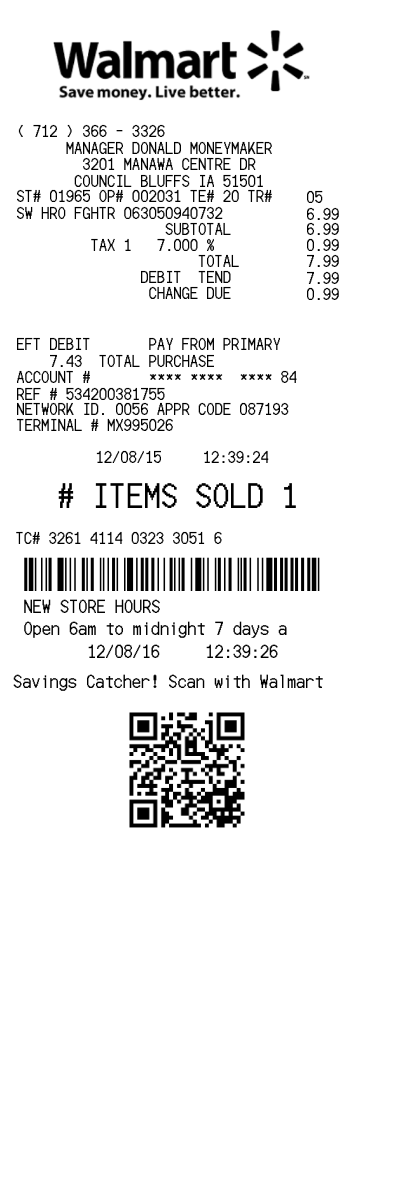 Walmart
Save money. Live better.
( 712 ) 366 - 3326
MANAGER DONALD MONEYMAKER
3201 MANAWA CENTRE DR
COUNCIL BLUFFS IA 51501
ST# 01965 OP# 002031 TE# 20 TR# 05
SW HRO FGHTR 063050940732 6.99
SUBTOTAL 6.99
TAX 1 7.000 % 0.99
TOTAL 7.99
DEBIT TEND 7.99
CHANGE DUE 0.99
EFT DEBIT PAY FROM PRIMARY
7.43 TOTAL PURCHASE
ACCOUNT # **** **** **** 84
REF # 534200381755
NETWORK ID. 0056 APPR CODE 087193
TERMINAL # MX995026
12/08/15 12:39:24
# ITEMS SOLD 1
TC# 3261 4114 0323 3051 6
NEW STORE HOURS
Open 6am to midnight 7 days a
12/08/16 12:39:26
Savings Catcher! Scan with Walmart